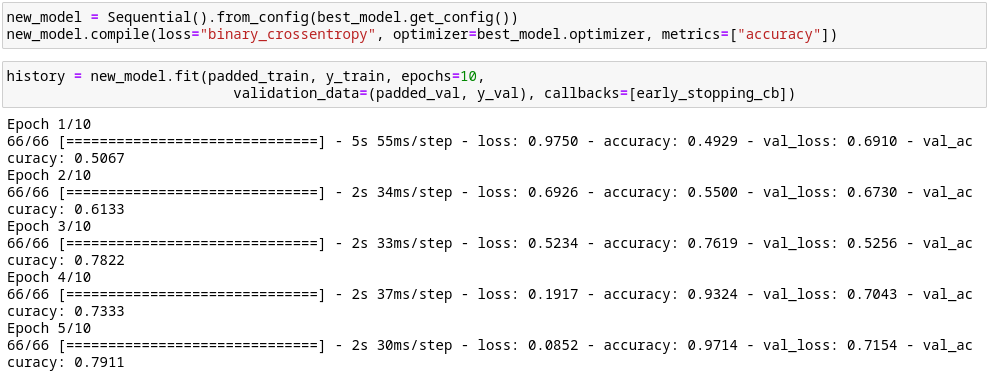 new_model = Sequential().from_config(best_model.get_config())
new_model.compile(loss="binary_crossentropy", optimizer=best_model.optimizer, metrics=["accuracy"])
history = new_model.fit(padded_train, y_train, epochs=10,
validation_data=(padded_val, y_val), callbacks=[early_stopping_cb])
Epoch 1/10
66/66 [==============================] - 5s 55ms/step - loss: 0.9750 - accuracy: 0.4929 - val_loss: 0.6910 - val_ac
curacy: 0.5067
Epoch 2/10
66/66 [==============================] - 2s 34ms/step - loss: 0.6926 - accuracy: 0.5500 - val_loss: 0.6730 - val_ac
curacy: 0.6133
Epoch 3/10
66/66 [==============================] - 2s 33ms/step - loss: 0.5234 - accuracy: 0.7619 - val_loss: 0.5256 - val_ac
curacy: 0.7822
Epoch 4/10
66/66 [==============================] - 2s 37ms/step - loss: 0.1917 - accuracy: 0.9324 - val_loss: 0.7043 - val_ac
curacy: 0.7333
Epoch 5/10
66/66 [==============================] - 2s 30ms/step - loss: 0.0852 - accuracy: 0.9714 - val_loss: 0.7154 - val_ac
curacy: 0.7911